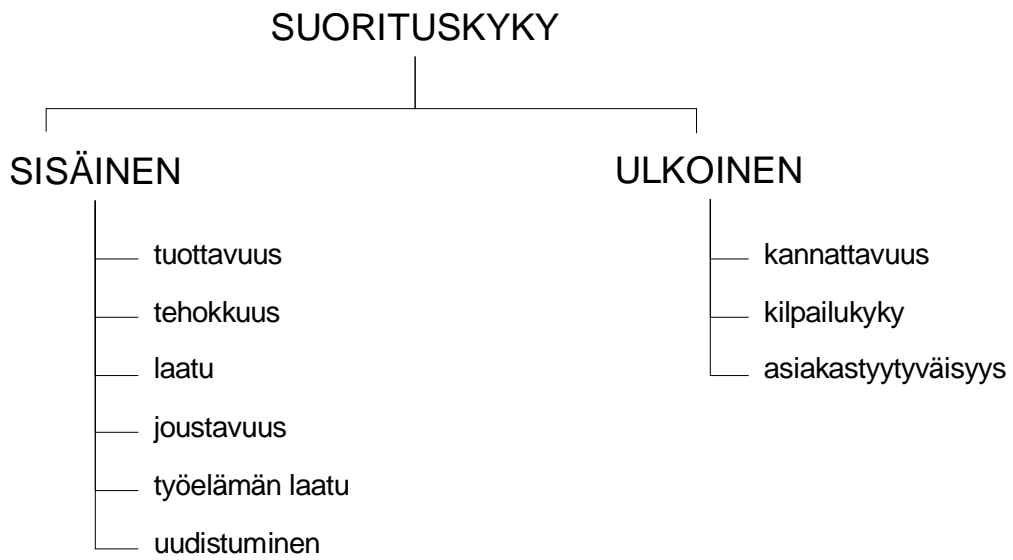 SUORITUSKYKY
SISÄINEN
tuottavuus
tehokkuus
laatu
joustavuus
työelämän laatu
uudistuminen
ULKOINEN
kannattavuus
kilpailukyky
asiakastyytyväisyys